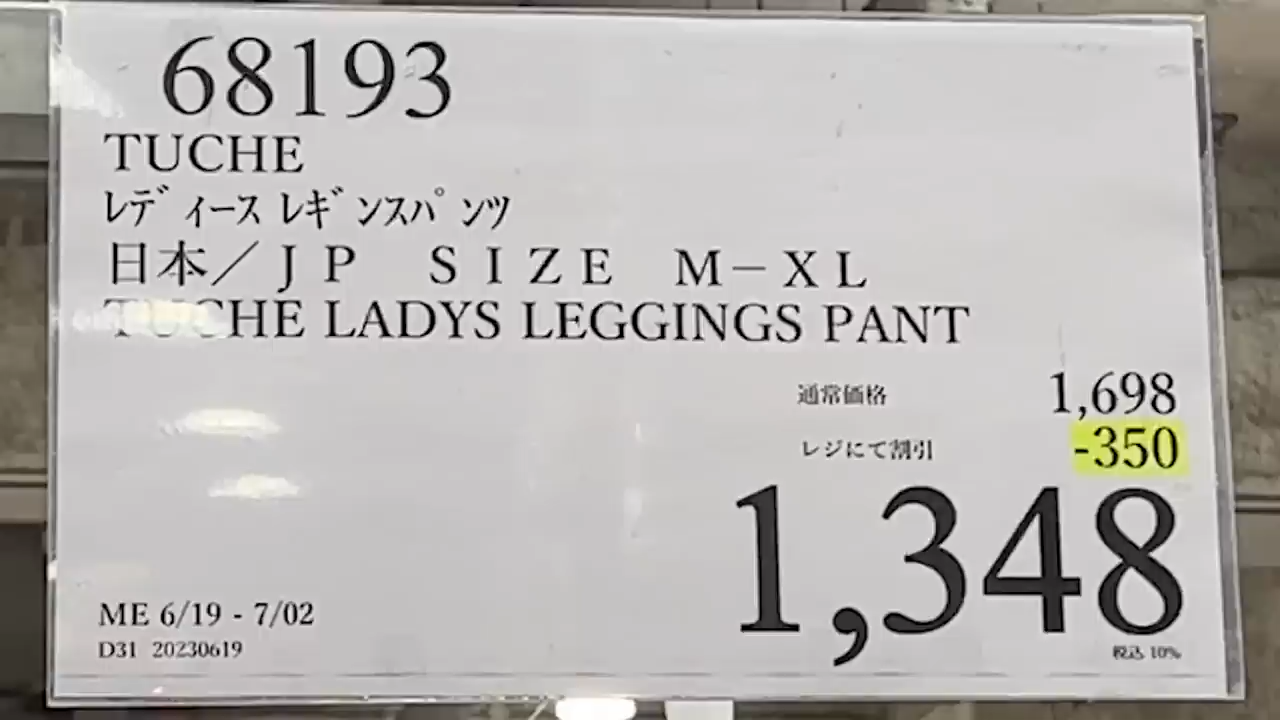 68193
TUCHE
ﾚﾃﾞｨｰｽ ﾚｷﾞﾝｽﾊﾟﾝﾂ
日本／ＪＰ　ＳＩＺＥ　Ｍ－ＸＬ
TUCHE LADYS LEGGINGS PANT
通常価格 1,698
レジにて割引 -350
1,348
税込 10%
ME 6/19 - 7/02
D31 20230619